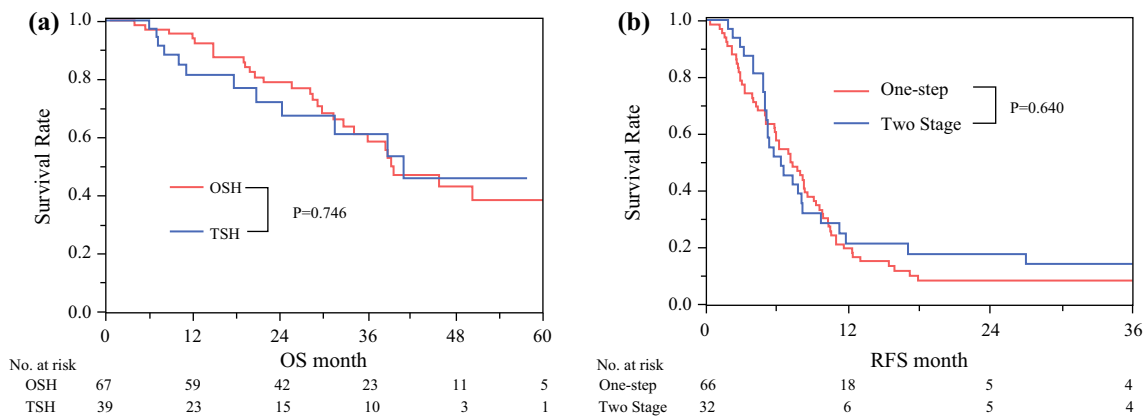 (a)
1.0
0.8
0.6
0.4
0.2
0.0
Survival Rate
OSH
TSH
P=0.746
0 12 24 36 48 60
OS month
No. at risk
OSH 67 59 42 23 11 5
TSH 39 23 15 10 3 1
(b)
1.0
0.8
0.6
0.4
0.2
0.0
Survival Rate
One-step
Two Stage
P=0.640
0 12 24 36
RFS month
No. at risk
One-step 66 18 5 4
Two Stage 32 6 5 4